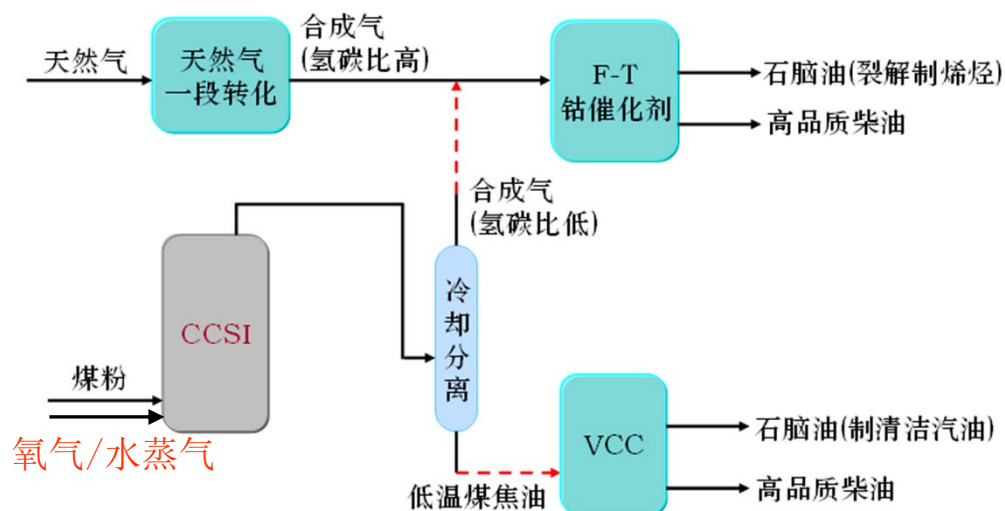 天然气
天然气
一段转化
合成气
(氢碳比高)
F-T
钴催化剂
石脑油(裂解制烯烃)
高品质柴油
合成气
(氢碳比低)
CCSI
冷却分离
煤粉
氧气/水蒸气
低温煤焦油
VCC
石脑油(制清洁汽油)
高品质柴油